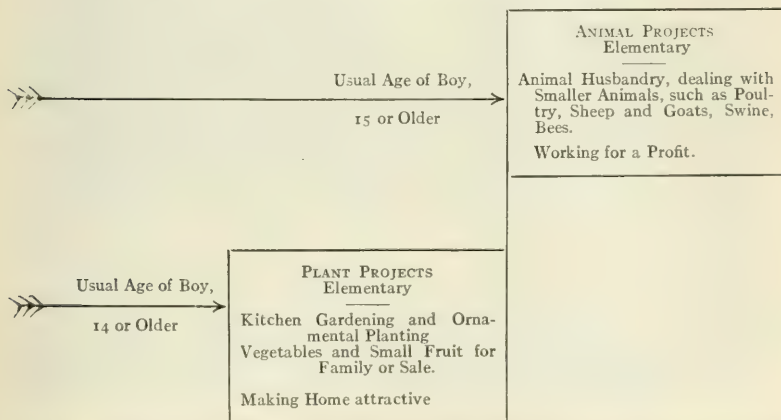 ANIMAL PROJECTS
Elementary
Usual Age of Boy,
15 or Older
Animal Husbandry, dealing with
Smaller Animals, such as Poul-
try, Sheep and Goats, Swine,
Bees.
Working for a Profit.
Usual Age of Boy,
14 or Older
PLANT PROJECTS
Elementary
Kitchen Gardening and Orna-
mental Planting
Vegetables and Small Fruit for
Family or Sale.
Making Home attractive